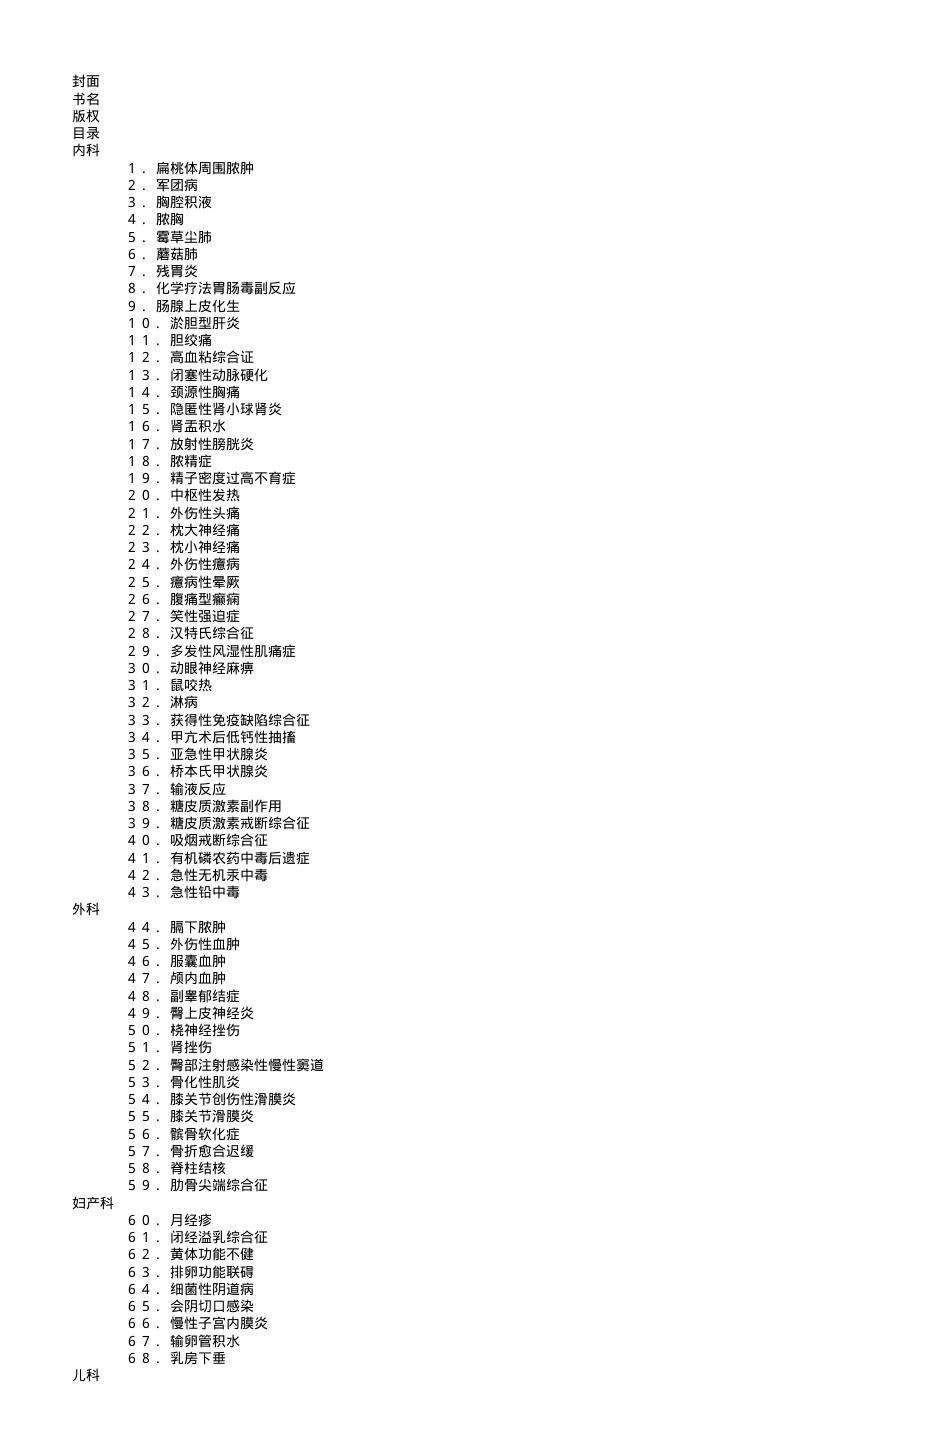 封面
书名
版权
目录
内科
1．扁桃体周围脓肿
2．军团病
3．胸腔积液
4．脓胸
5．霉草尘肺
6．蘑菇肺
7．残胃炎
8．化学疗法胃肠毒副反应
9．肠腺上皮化生
10．淤胆型肝炎
11．胆绞痛
12．高血粘综合证
13．闭塞性动脉硬化
14．颈源性胸痛
15．隐匿性肾小球肾炎
16．肾盂积水
17．放射性膀胱炎
18．脓精症
19．精子密度过高不育症
20．中枢性发热
21．外伤性头痛
22．枕大神经痛
23．枕小神经痛
24．外伤性癔病
25．癔病性晕厥
26．腹痛型癫痫
27．笑性强迫症
28．汉特氏综合征
29．多发性风湿性肌痛症
30．动眼神经麻痹
31．鼠咬热
32．淋病
33．获得性免疫缺陷综合征
34．甲亢术后低钙性抽搐
35．亚急性甲状腺炎
36．桥本氏甲状腺炎
37．输液反应
38．糖皮质激素副作用
39．糖皮质激素戒断综合征
40．吸烟戒断综合征
41．有机磷农药中毒后遗症
42．急性无机汞中毒
43．急性铅中毒
外科
44．膈下脓肿
45．外伤性血肿
46．服囊血肿
47．颅内血肿
48．副睾郁结症
49．臀上皮神经炎
50．桡神经挫伤
51．肾挫伤
52．臀部注射感染性慢性窦道
53．骨化性肌炎
54．膝关节创伤性滑膜炎
55．膝关节滑膜炎
56．髌骨软化症
57．骨折愈合迟缓
58．脊柱结核
59．肋骨尖端综合征
妇产科
60．月经疹
61．闭经溢乳综合征
62．黄体功能不健
63．排卵功能联碍
64．细菌性阴道病
65．会阴切口感染
66．慢性子宫内膜炎
67．输卵管积水
68．乳房下垂
儿科